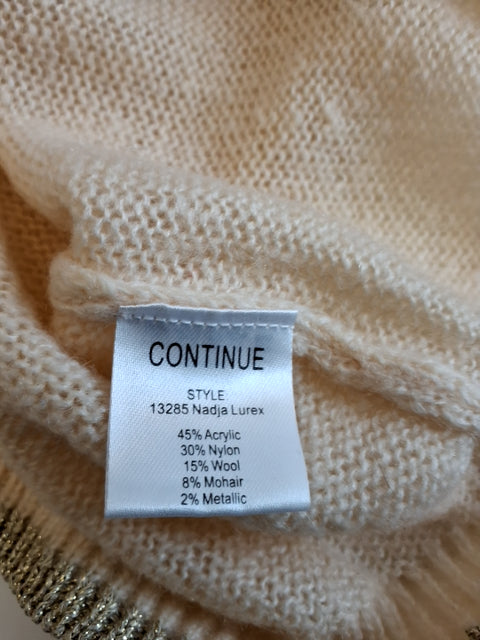 CONTINUE
STYLE
13285 Nadja Lurex
45% Acrylic
30% Nylon
15% Wool
8% Mohair
2% Metallic